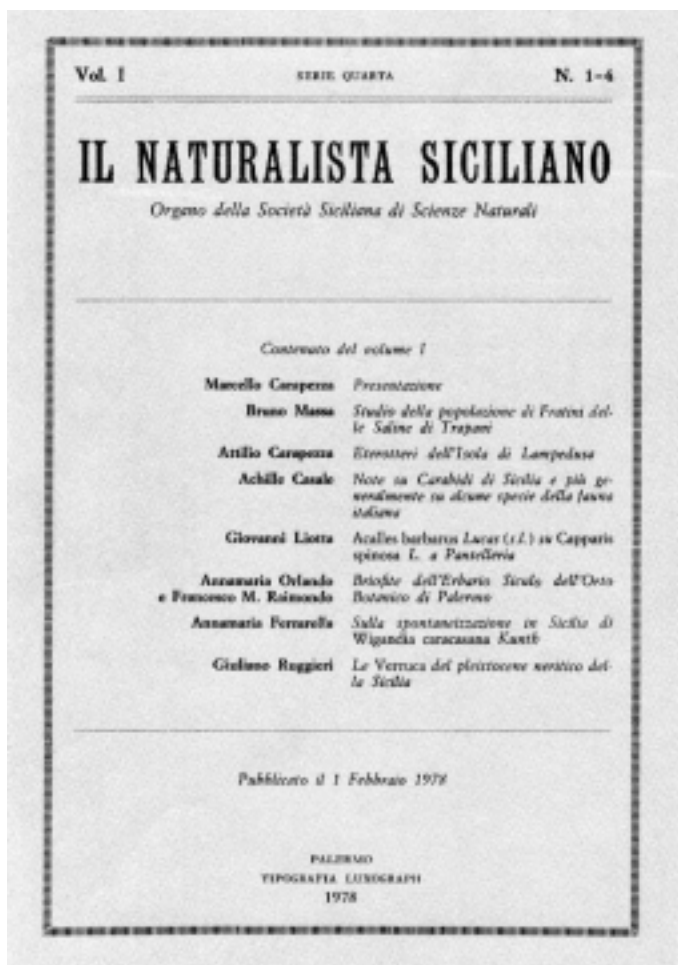 Vol. I SERIE QUARTA N. 1-4
IL NATURALISTA SICILIANO
Organo della Società Siciliana di Scienze Naturali
Contenuto del volume I
Marcello Carapezza Presentazione
Bruno Massa Studio della popolazione di Fratini del-
le Saline di Trapani
Attilio Carapezza Eterotteri dell'Isola di Lampedusa
Achille Casale Note su Carabidi di Sicilia e più ge-
neralmente su alcune specie della fauna
italiana
Giovanni Liotta Acalles barbarus Lucas (s.l.) su Capparis
spinosa L. a Pantelleria
Annamaria Orlando Briofite dell'Erbario Siculo dell'Orto
e Francesco M. Raimondo Botanico di Palermo
Annamaria Ferrarella Sulla spontaneizzazione in Sicilia di
Wigandia caracasana Kunth
Giuliano Ruggieri Le Verruca del pleistocene neritico del-
la Sicilia
Pubblicato il 1 Febbraio 1978
PALERMO
TIPOGRAFIA LUXOGRAPH
1978